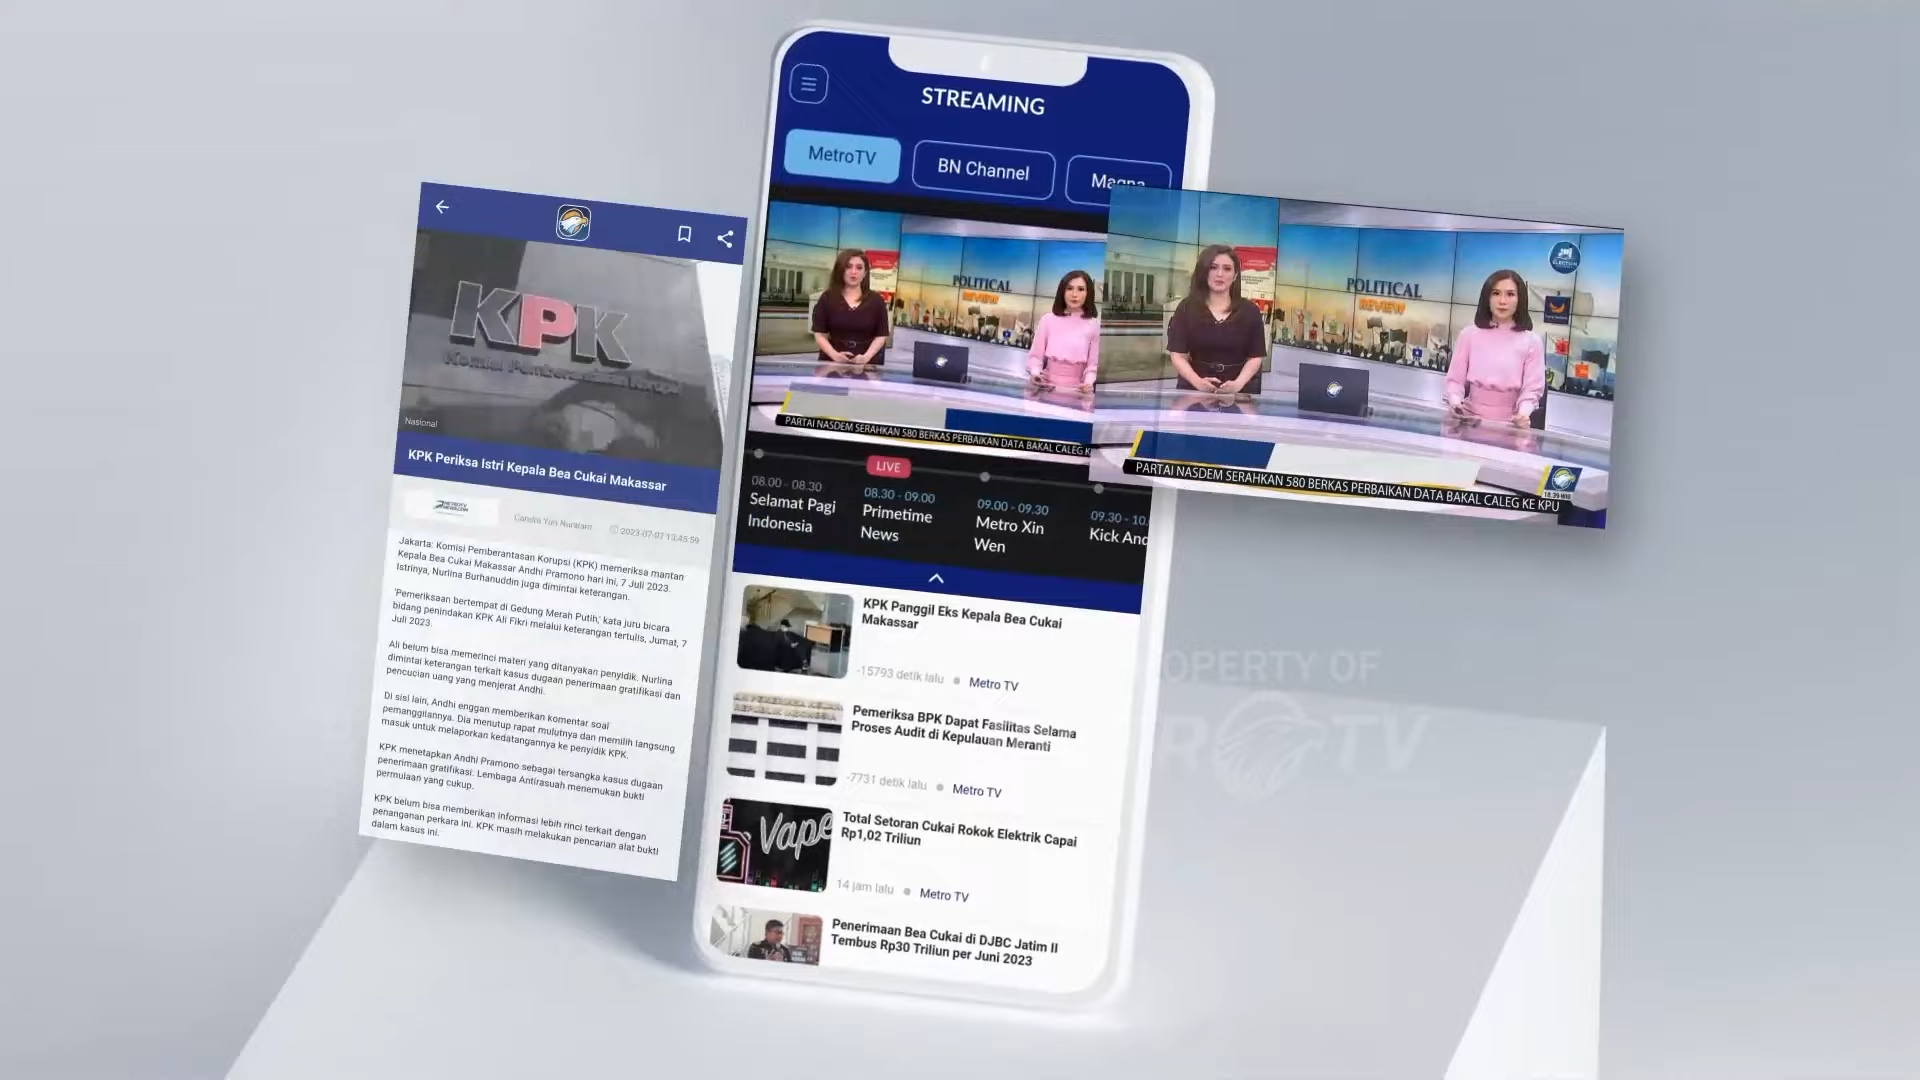 KPK
Nasional
KPK Periksa Istri Kepala Bea Cukai Makassar
Candra Yuri Nuralam
2023-07-07 13:45:59
Jakarta: Komisi Pemberantasan Korupsi (KPK) memeriksa mantan
Kepala Bea Cukai Makassar Andhi Pramono hari ini, 7 Juli 2023.
Istrinya, Nurlina Burhanuddin juga dimintai keterangan.
'Pemeriksaan bertempat di Gedung Merah Putih,' kata juru bicara
bidang penindakan KPK Ali Fikri melalui keterangan tertulis, Jumat, 7
Juli 2023.
Ali belum bisa memerinci materi yang ditanyakan penyidik. Nurlina
dimintai keterangan terkait kasus dugaan penerimaan gratifikasi dan
pencucian uang yang menjerat Andhi.
Di sisi lain, Andhi enggan memberikan komentar soal
pemanggilannya. Dia menutup rapat mulutnya dan memilih langsung
masuk untuk melaporkan kedatangannya ke penyidik KPK.
KPK menetapkan Andhi Pramono sebagai tersangka kasus dugaan
penerimaan gratifikasi. Lembaga Antirasuah menemukan bukti
permulaan yang cukup.
KPK belum bisa memberikan informasi lebih rinci terkait dengan
penanganan perkara ini. KPK masih melakukan pencarian alat bukti
dalam kasus ini.
STREAMING
MetroTV
BN Channel
Magna
POLITICAL
REVIEW
PARTAI NASDEM SERAHKAN 580 BERKAS PERBAIKAN DATA BAKAL CALEG K
LIVE
08.00 - 08.30
Selamat Pagi
Indonesia
08.30 - 09.00
Primetime
News
09.00 - 09.30
Metro Xin
Wen
09.30 - 10.
Kick And
KPK Panggil Eks Kepala Bea Cukai
Makassar
-15793 detik lalu Metro TV
Pemeriksa BPK Dapat Fasilitas Selama
Proses Audit di Kepulauan Meranti
-7731 detik lalu Metro TV
Vape
Total Setoran Cukai Rokok Elektrik Capai
Rp1,02 Triliun
14 jam lalu Metro TV
Penerimaan Bea Cukai di DJBC Jatim II
Tembus Rp30 Triliun per Juni 2023
POLITICAL
REVIEW
PARTAI NASDEM SERAHKAN 580 BERKAS PERBAIKAN DATA BAKAL CALEG KE KPU
18.39 WIB
OPERTY OF
R TV